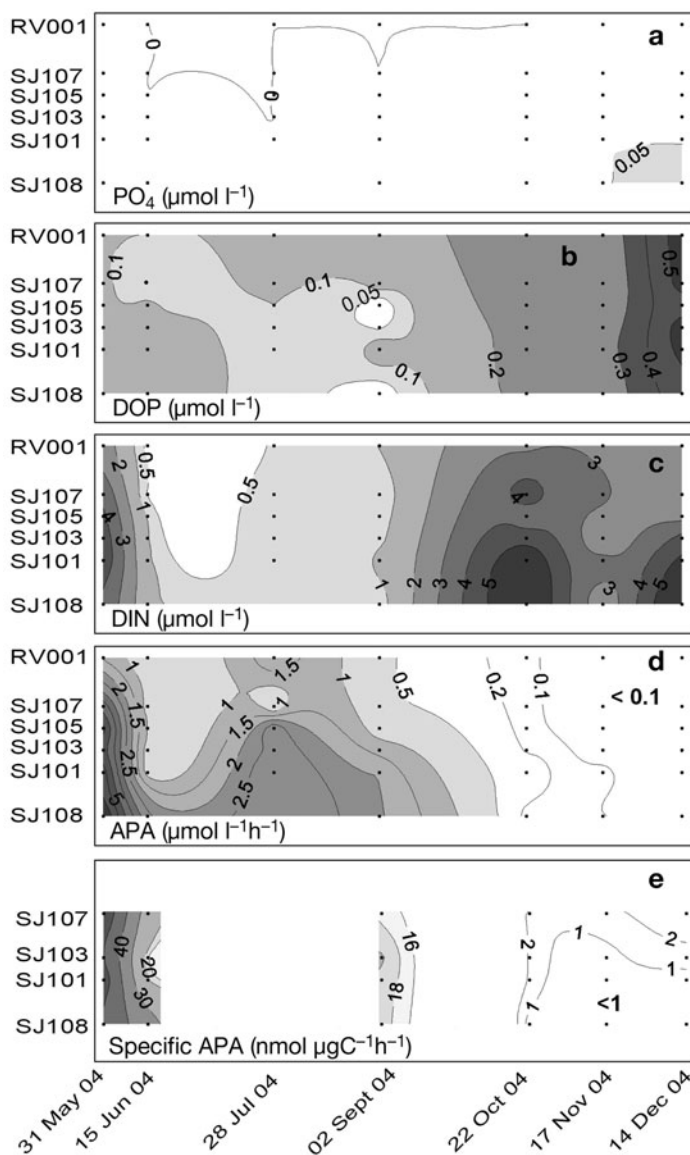 RV001
a
0
SJ107
SJ105
0
SJ103
SJ101
0.05
SJ108
PO₄ (µmol l⁻¹)
RV001
0.1
b
0.5
SJ107
0.1
SJ105
0.05
SJ103
SJ101
0.1
0.2
0.3
0.4
SJ108
DOP (µmol l⁻¹)
RV001
2
0.5
c
3
SJ107
1
0.5
4
SJ105
4
SJ103
3
SJ101
1
2
3
4
5
3
4
5
SJ108
DIN (µmol l⁻¹)
RV001
1
1.5
d
2
1
1
0.5
0.2
0.1
< 0.1
SJ107
1.5
1
SJ105
1.5
SJ103
2.5
2
SJ101
5
2.5
SJ108
APA (µmol l⁻¹h⁻¹)
e
SJ107
40
16
2
1
2
SJ103
20
1
SJ101
30
18
1
<1
SJ108
Specific APA (nmol µgC⁻¹h⁻¹)
31 May 04
15 Jun 04
28 Jul 04
02 Sept 04
22 Oct 04
17 Nov 04
14 Dec 04